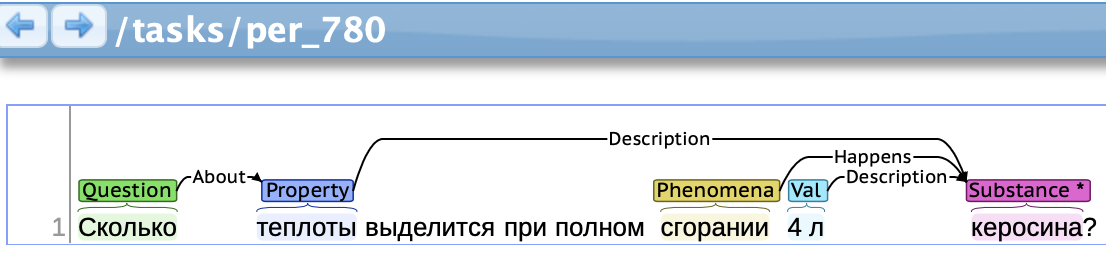 /tasks/per_780
Description
Happens
About Description
Question Property Phenomena Val Substance *
1 Сколько теплоты выделится при полном сгорании 4 л керосина?